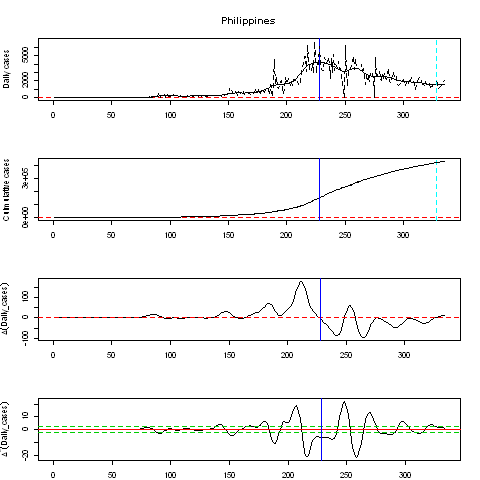 Philippines
Daily_cases
0 2000 5000
0 50 100 150 200 250 300
Cumulative cases
0e+00 3e+05
0 50 100 150 200 250 300
Δ(Daily_cases)
-100 0 100
0 50 100 150 200 250 300
-20 0 10
0 50 100 150 200 250 300